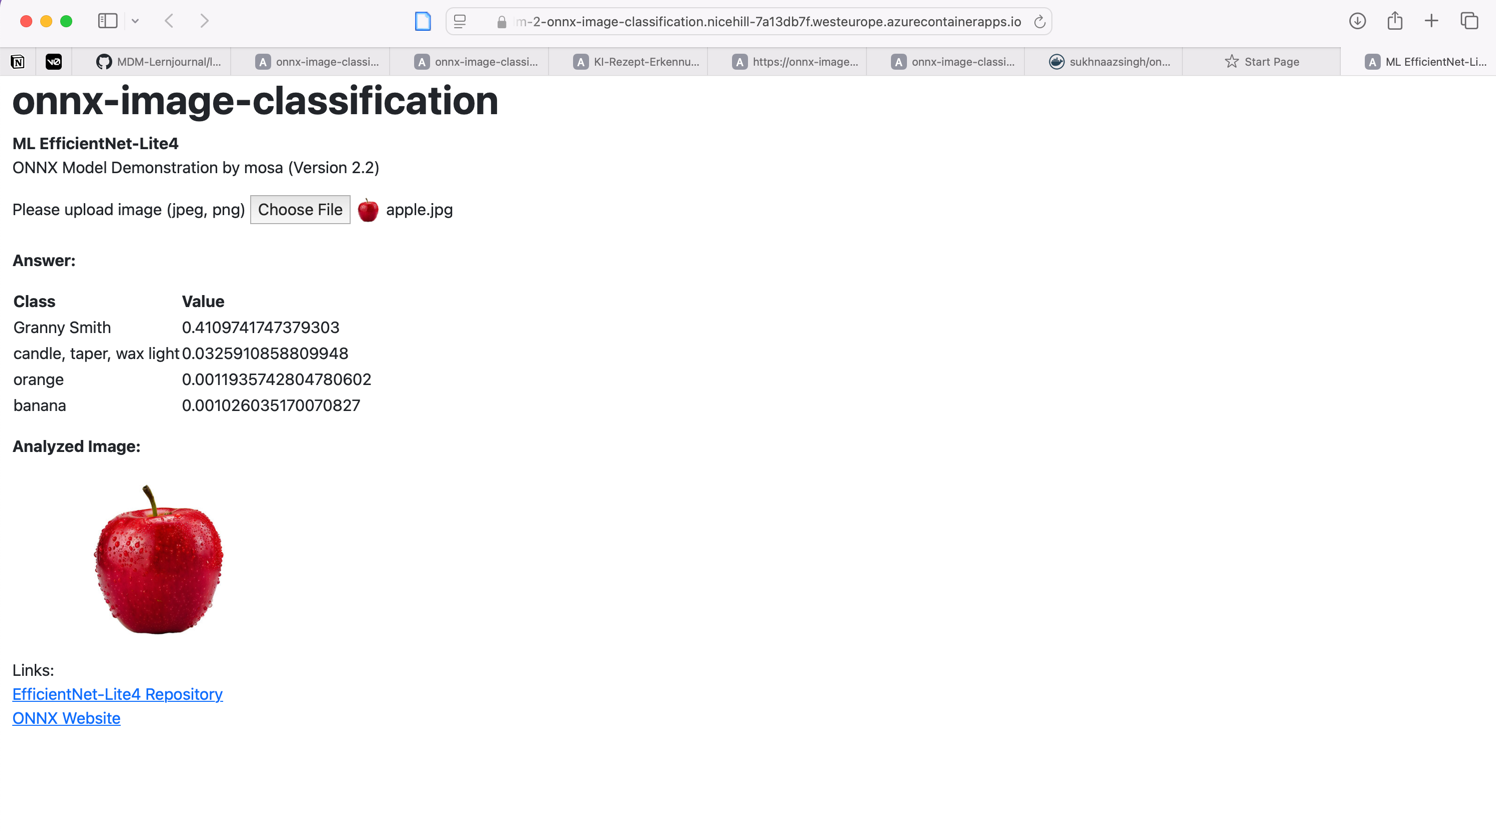 m-2-onnx-image-classification.nicehill-7a13db7f.westeurope.azurecontainerapps.io
MDM-Lernjournal/l... A onnx-image-classi... A onnx-image-classi... A KI-Rezept-Erkennu... A https://onnx-image... A onnx-image-classi... sukhnaazsingh/on... Start Page A ML EfficientNet-Li...
onnx-image-classification
ML EfficientNet-Lite4
ONNX Model Demonstration by mosa (Version 2.2)
Please upload image (jpeg, png) Choose File apple.jpg
Answer:
Class Value
Granny Smith 0.4109741747379303
candle, taper, wax light 0.0325910858809948
orange 0.0011935742804780602
banana 0.001026035170070827
Analyzed Image:
Links:
EfficientNet-Lite4 Repository
ONNX Website